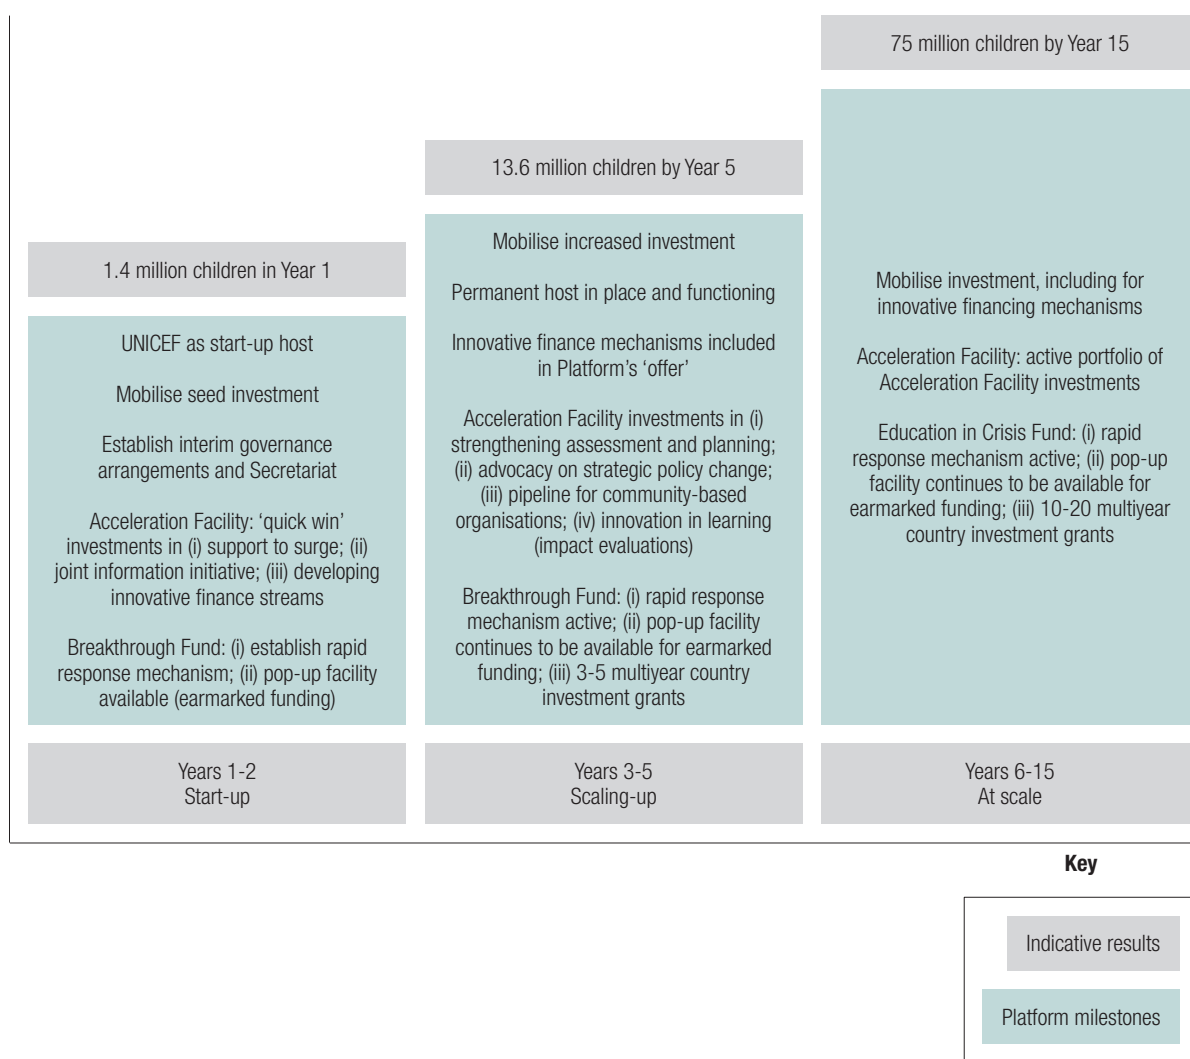 75 million children by Year 15
13.6 million children by Year 5
1.4 million children in Year 1
UNICEF as start-up host
Mobilise seed investment
Establish interim governance
arrangements and Secretariat
Acceleration Facility: ‘quick win’
investments in (i) support to surge; (ii)
joint information initiative; (iii) developing
innovative finance streams
Breakthrough Fund: (i) establish rapid
response mechanism; (ii) pop-up facility
available (earmarked funding)
Mobilise increased investment
Permanent host in place and functioning
Innovative finance mechanisms included
in Platform’s ‘offer’
Acceleration Facility investments in (i)
strengthening assessment and planning;
(ii) advocacy on strategic policy change;
(iii) pipeline for community-based
organisations; (iv) innovation in learning
(impact evaluations)
Breakthrough Fund: (i) rapid response
mechanism active; (ii) pop-up facility
continues to be available for earmarked
funding; (iii) 3-5 multiyear country
investment grants
Mobilise investment, including for
innovative financing mechanisms
Acceleration Facility: active portfolio of
Acceleration Facility investments
Education in Crisis Fund: (i) rapid
response mechanism active; (ii) pop-up
facility continues to be available for
earmarked funding; (iii) 10-20 multiyear
country investment grants
Years 1-2
Start-up
Years 3-5
Scaling-up
Years 6-15
At scale
Key
Indicative results
Platform milestones